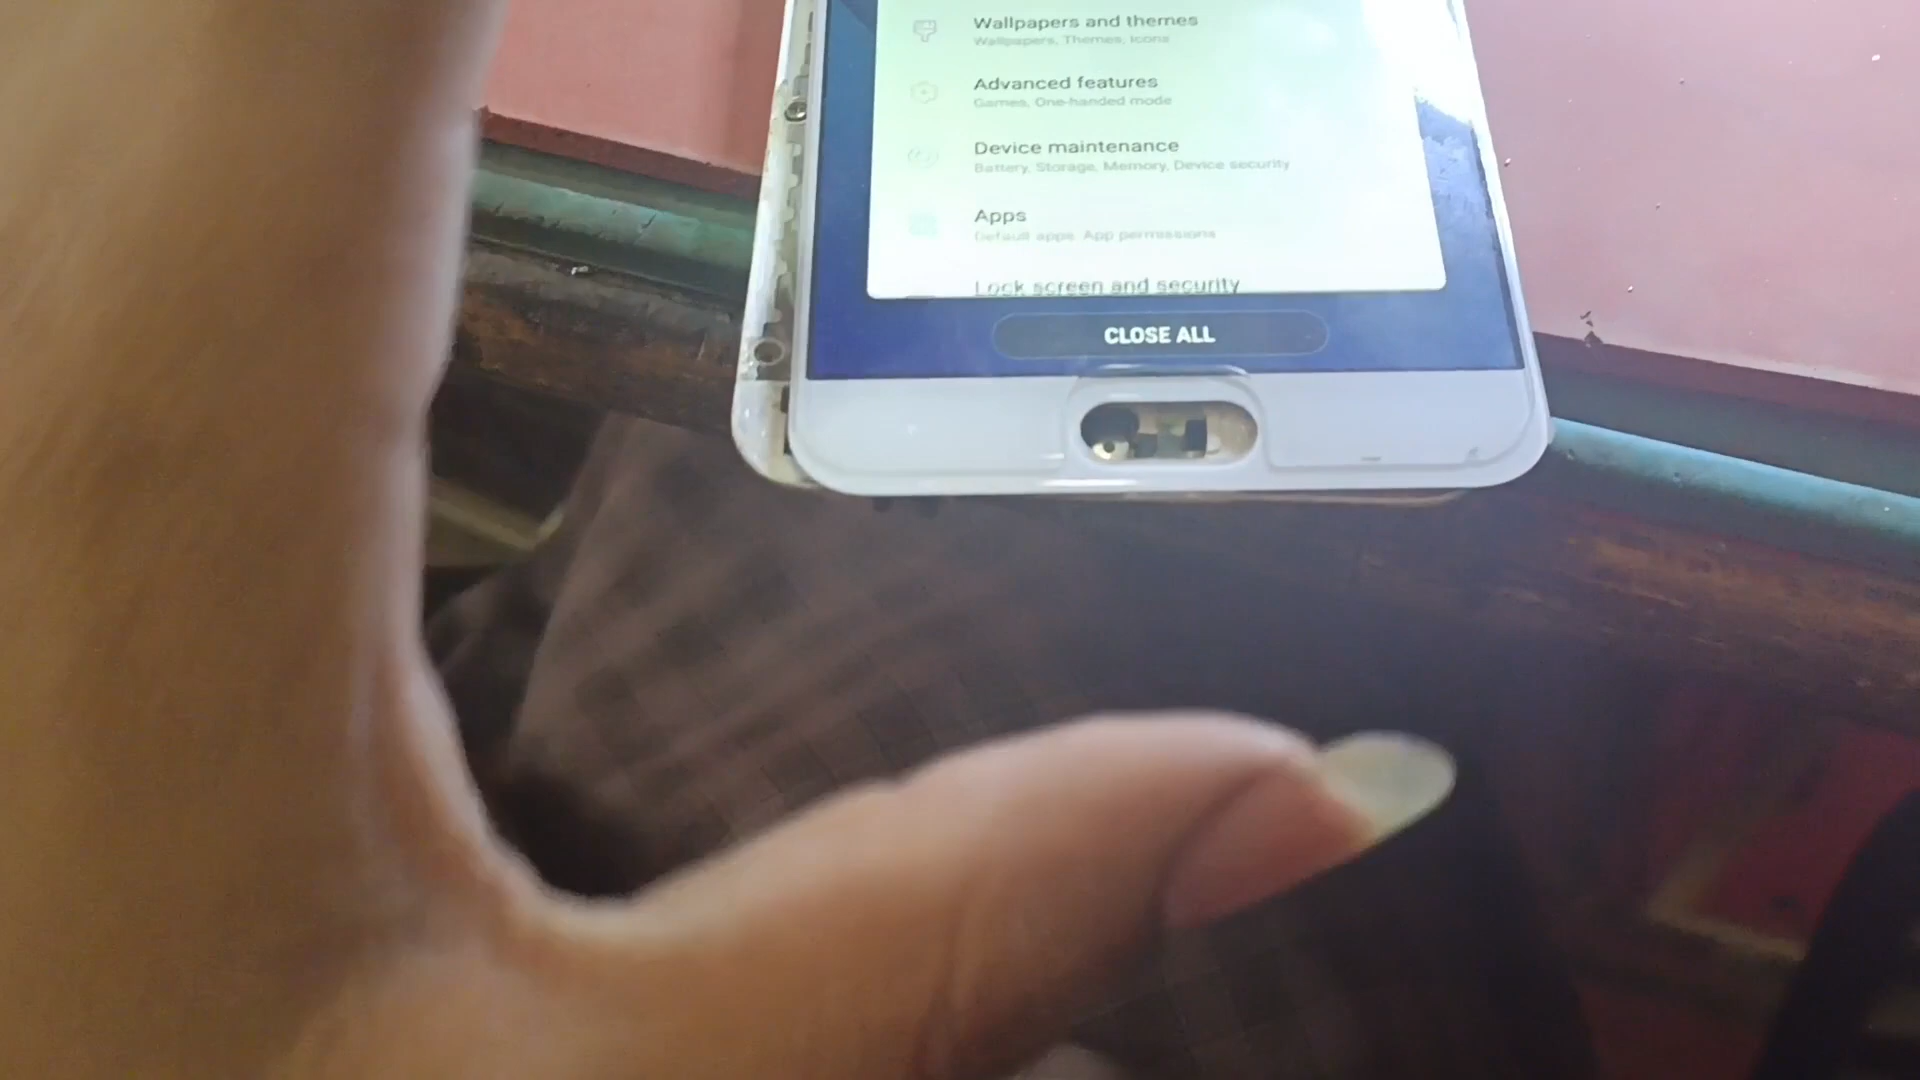 Wallpapers and themes
Wallpapers, Themes, Icons
Advanced features
Games, One-handed mode
Device maintenance
Battery, Storage, Memory, Device security
Apps
Default apps, App permissions
Lock screen and security
CLOSE ALL